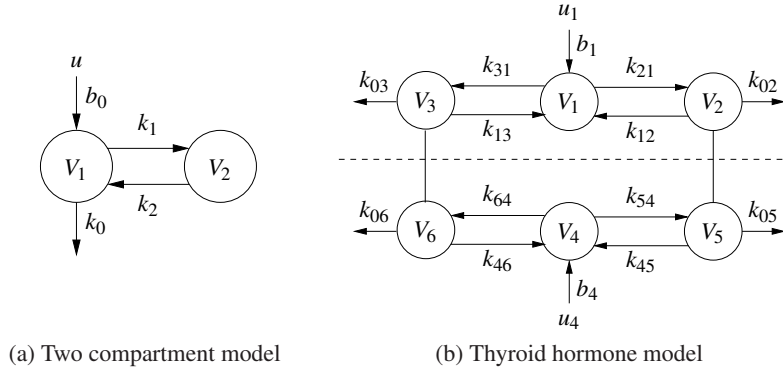 u
b₀
k₁
V₁
V₂
k₂
k₀
(a) Two compartment model
u₁
b₁
k₀₃
k₃₁
k₂₁
k₀₂
V₃
V₁
V₂
k₁₃
k₁₂
k₀₆
k₆₄
k₅₄
k₀₅
V₆
V₄
V₅
k₄₆
k₄₅
b₄
u₄
(b) Thyroid hormone model